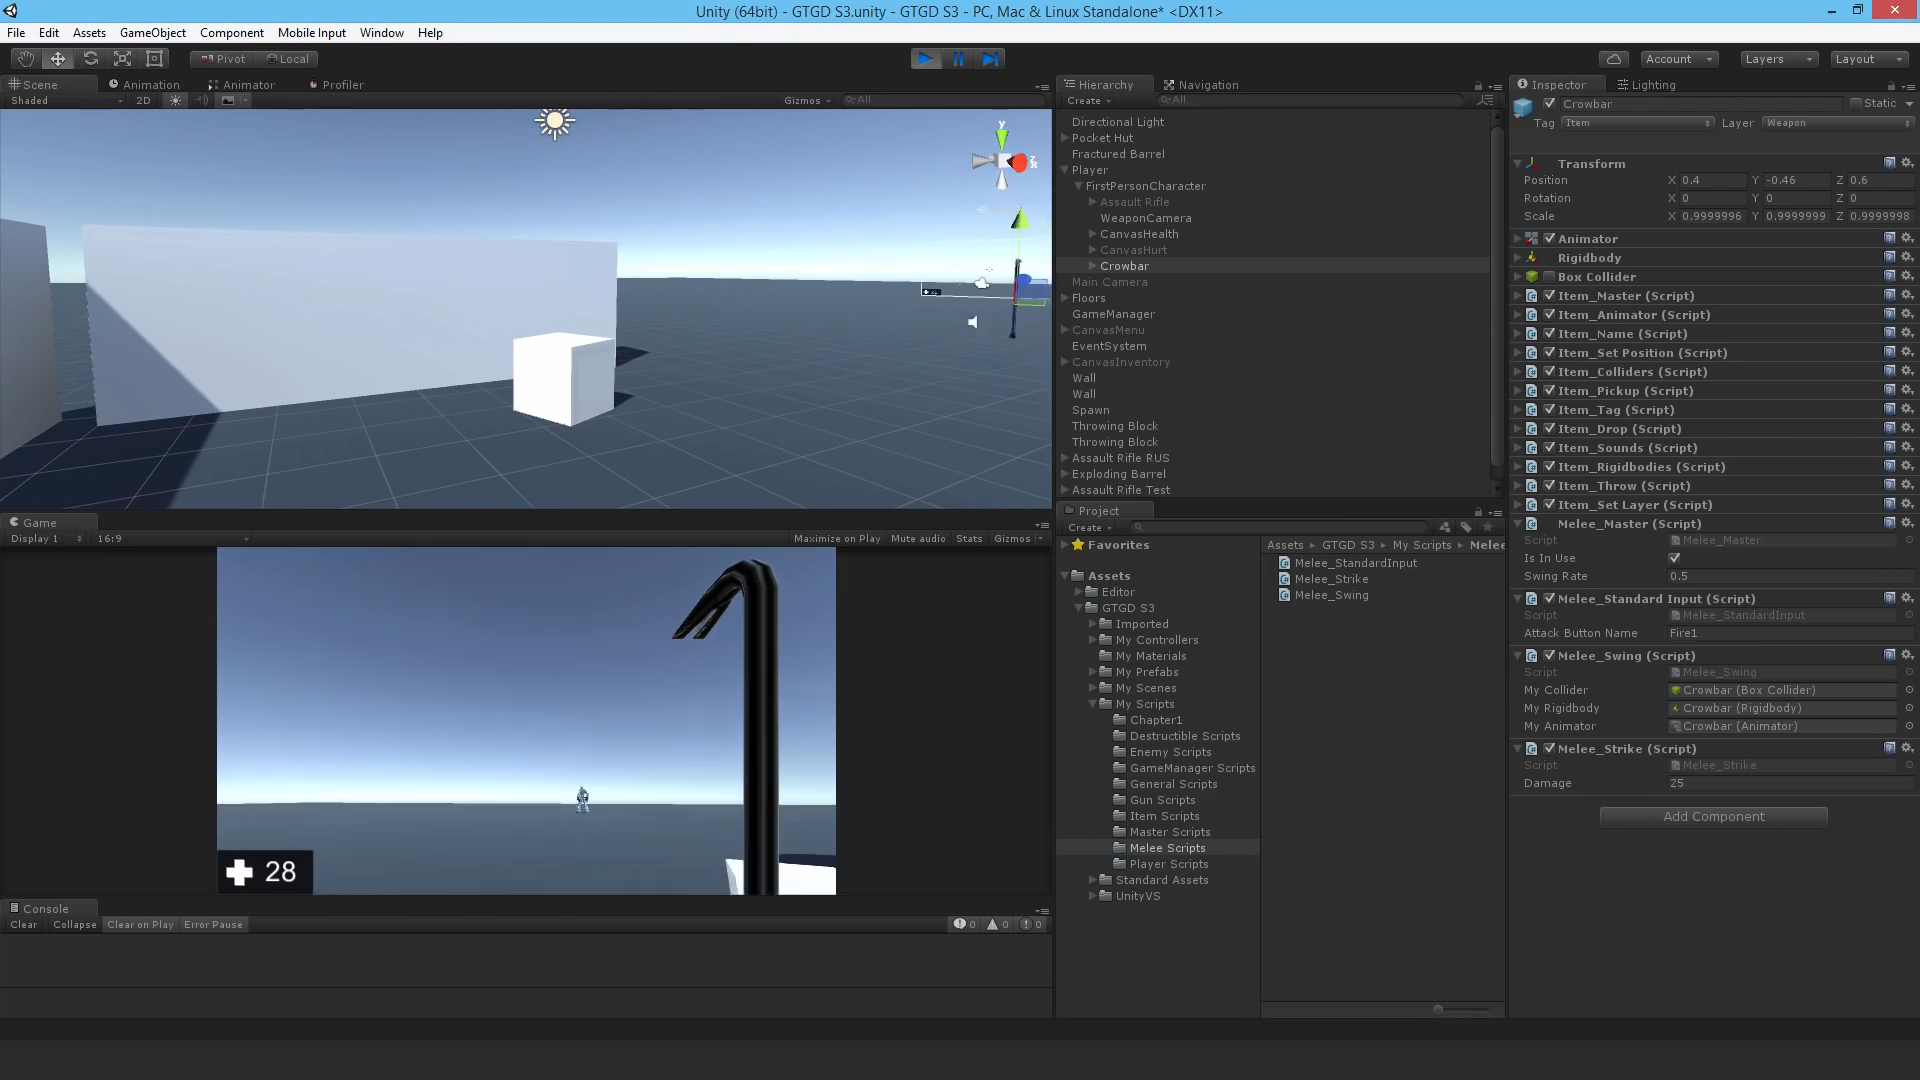 Unity (64bit) - GTGD S3.unity - GTGD S3 - PC, Mac & Linux Standalone* <DX11>
File Edit Assets GameObject Component Mobile Input Window Help
Pivot Local Account Layers Layout
Scene Animation Animator Profiler
Shaded 2D Gizmos All
y
Hierarchy Navigation
Create All
Directional Light
Pocket Hut
Fractured Barrel
Player
FirstPersonCharacter
Assault Rifle
WeaponCamera
CanvasHealth
CanvasHurt
Crowbar
Main Camera
Floors
GameManager
CanvasMenu
EventSystem
CanvasInventory
Wall
Wall
Spawn
Throwing Block
Throwing Block
Assault Rifle RUS
Exploding Barrel
Assault Rifle Test
Game
Display 1 16:9 Maximize on Play Mute audio Stats Gizmos
28
Console
Clear Collapse Clear on Play Error Pause 0 0 0
Project
Create
Favorites
Assets
Editor
GTGD S3
Imported
My Controllers
My Materials
My Prefabs
My Scenes
My Scripts
Chapter1
Destructible Scripts
Enemy Scripts
GameManager Scripts
General Scripts
Gun Scripts
Item Scripts
Master Scripts
Melee Scripts
Player Scripts
Standard Assets
UnityVS
Assets GTGD S3 My Scripts Melee
Melee_StandardInput
Melee_Strike
Melee_Swing
Inspector Lighting
Crowbar Static
Tag Item Layer Weapon
Transform
Position X 0.4 Y -0.46 Z 0.6
Rotation X 0 Y 0 Z 0
Scale X 0.9999996 Y 0.9999999 Z 0.9999998
Animator
Rigidbody
Box Collider
Item_Master (Script)
Item_Animator (Script)
Item_Name (Script)
Item_Set Position (Script)
Item_Colliders (Script)
Item_Pickup (Script)
Item_Tag (Script)
Item_Drop (Script)
Item_Sounds (Script)
Item_Rigidbodies (Script)
Item_Throw (Script)
Item_Set Layer (Script)
Melee_Master (Script)
Script Melee_Master
Is In Use
Swing Rate 0.5
Melee_Standard Input (Script)
Script Melee_StandardInput
Attack Button Name Fire1
Melee_Swing (Script)
Script Melee_Swing
My Collider Crowbar (Box Collider)
My Rigidbody Crowbar (Rigidbody)
My Animator Crowbar (Animator)
Melee_Strike (Script)
Script Melee_Strike
Damage 25
Add Component